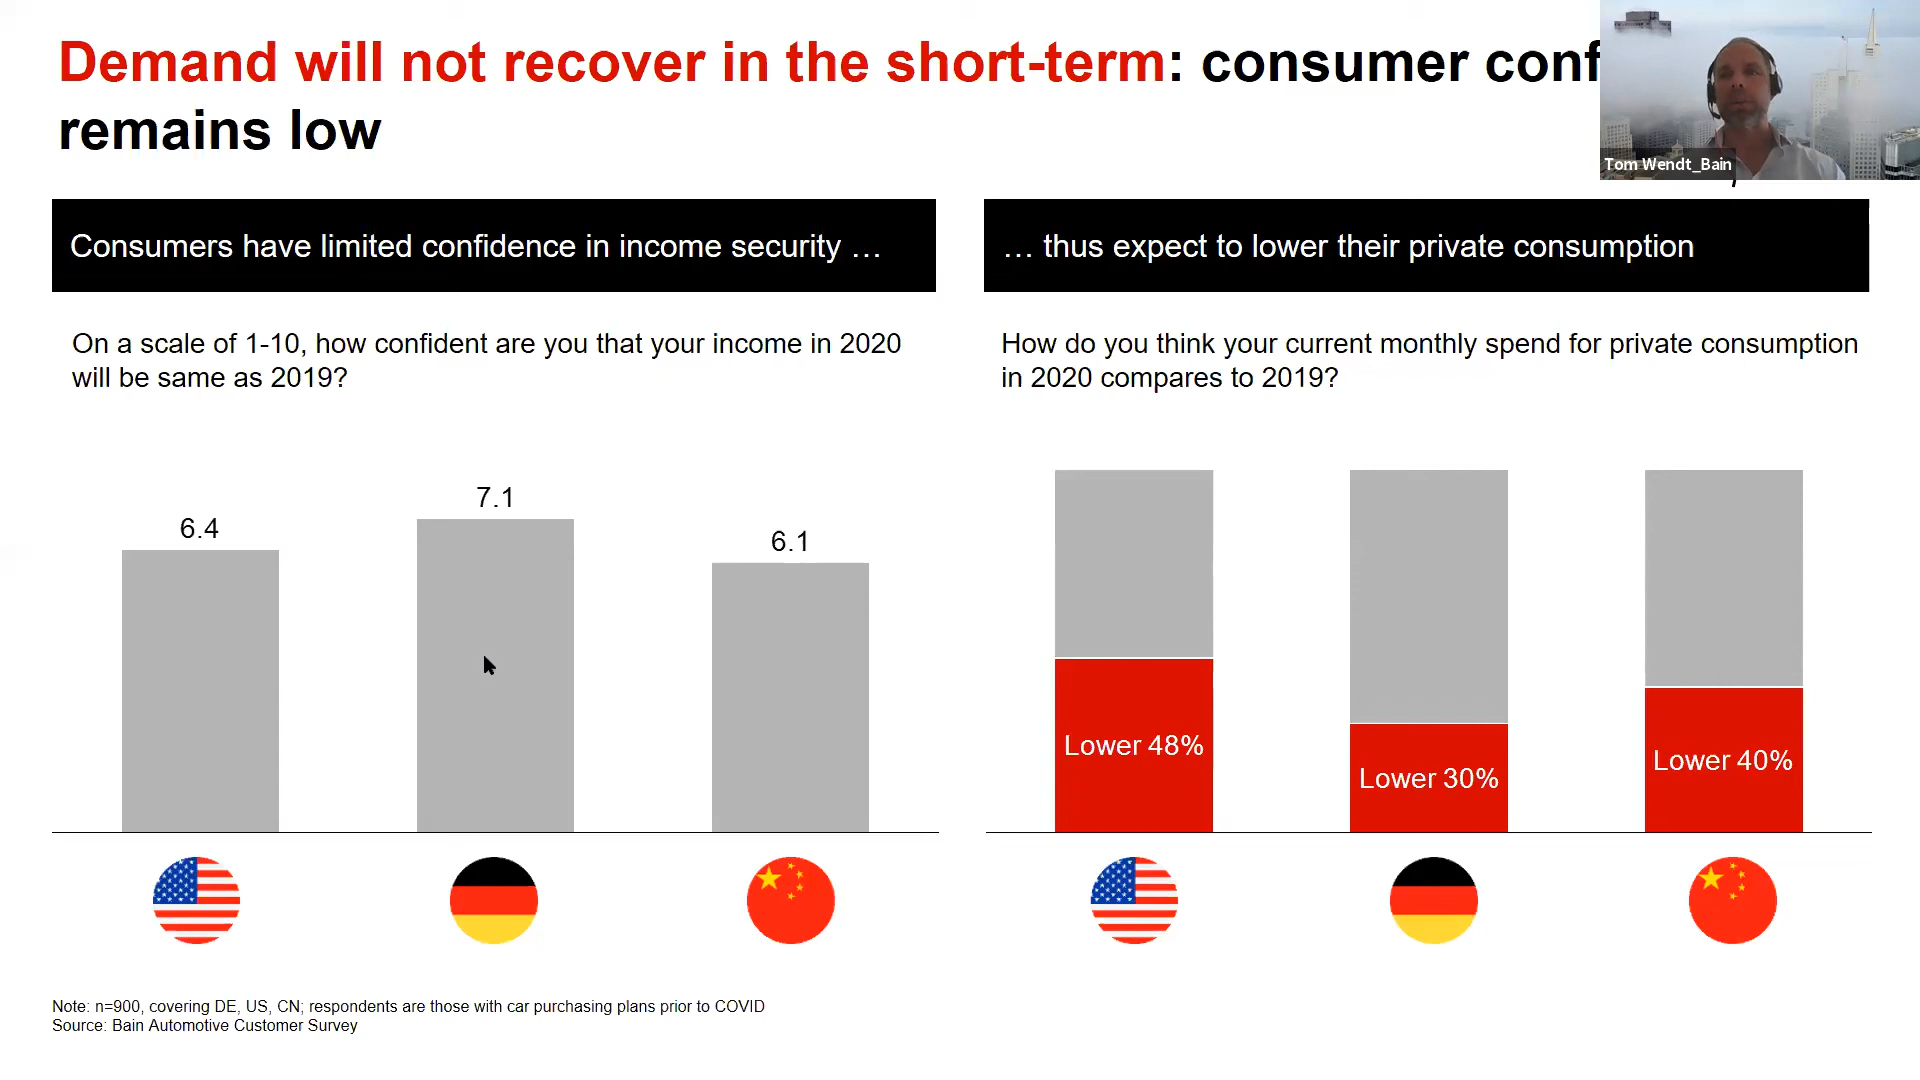 Demand will not recover in the short-term: consumer conf
remains low
Tom Wendt_Bain
Consumers have limited confidence in income security …
… thus expect to lower their private consumption
On a scale of 1-10, how confident are you that your income in 2020
will be same as 2019?
How do you think your current monthly spend for private consumption
in 2020 compares to 2019?
6.4
7.1
6.1
Lower 48%
Lower 30%
Lower 40%
Note: n=900, covering DE, US, CN; respondents are those with car purchasing plans prior to COVID
Source: Bain Automotive Customer Survey